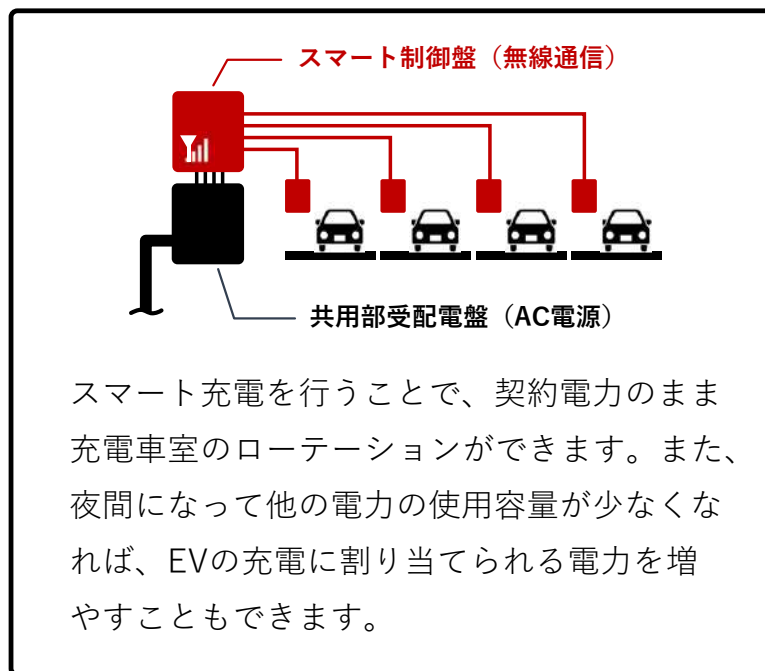 スマート制御盤（無線通信）
共用部受配電盤（AC電源）
スマート充電を行うことで、契約電力のまま
充電車室のローテーションができます。また、
夜間になって他の電力の使用容量が少なくな
れば、EVの充電に割り当てられる電力を増
やすこともできます。